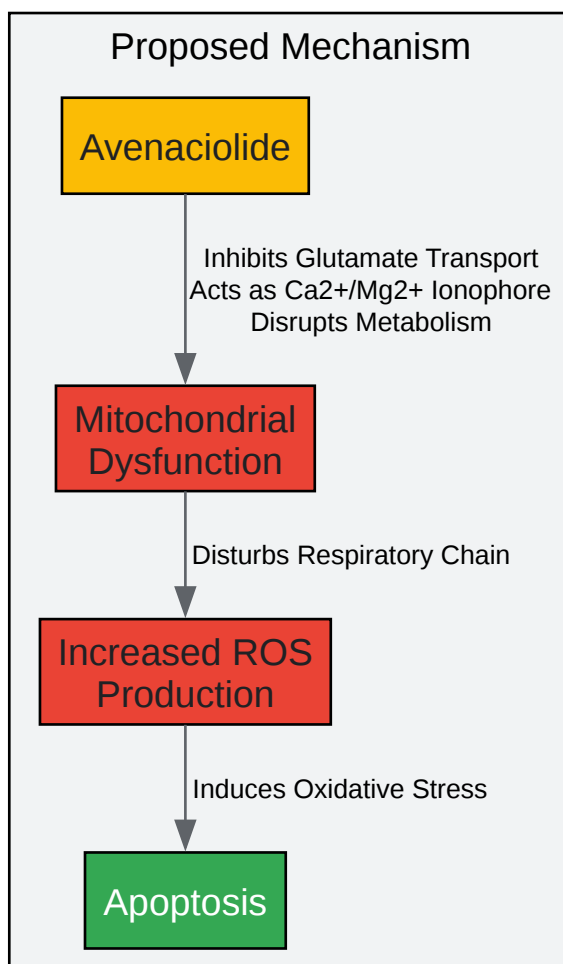 Proposed Mechanism
Avenaciolide
Inhibits Glutamate Transport
Acts as Ca2+/Mg2+ Ionophore
Disrupts Metabolism
Mitochondrial
Dysfunction
Disturbs Respiratory Chain
Increased ROS
Production
Induces Oxidative Stress
Apoptosis